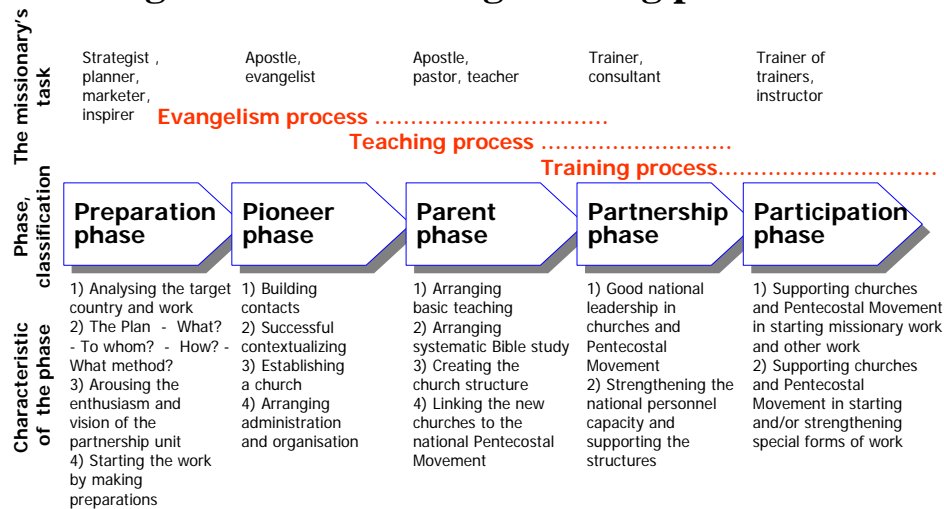 The missionary's
task
Strategist ,
planner,
marketer,
inspirer
Apostle,
evangelist
Apostle,
pastor, teacher
Trainer,
consultant
Trainer of
trainers,
instructor
Evangelism process ................................
Teaching process ..........................
Training process..............................
Phase,
classification
Preparation
phase
Pioneer
phase
Parent
phase
Partnership
phase
Participation
phase
Characteristic
of the phase
1) Analysing the target
country and work
2) The Plan - What?
- To whom? - How? -
What method?
3) Arousing the
enthusiasm and
vision of the
partnership unit
4) Starting the work
by making
preparations
1) Building
contacts
2) Successful
contextualizing
3) Establishing
a church
4) Arranging
administration
and organisation
1) Arranging
basic teaching
2) Arranging
systematic Bible study
3) Creating the
church structure
4) Linking the new
churches to the
national Pentecostal
Movement
1) Good national
leadership in
churches and
Pentecostal
Movement
2) Strengthening the
national personnel
capacity and
supporting the
structures
1) Supporting churches
and Pentecostal Movement
in starting missionary work
and other work
2) Supporting churches
and Pentecostal
Movement in starting
and/or strengthening
special forms of work